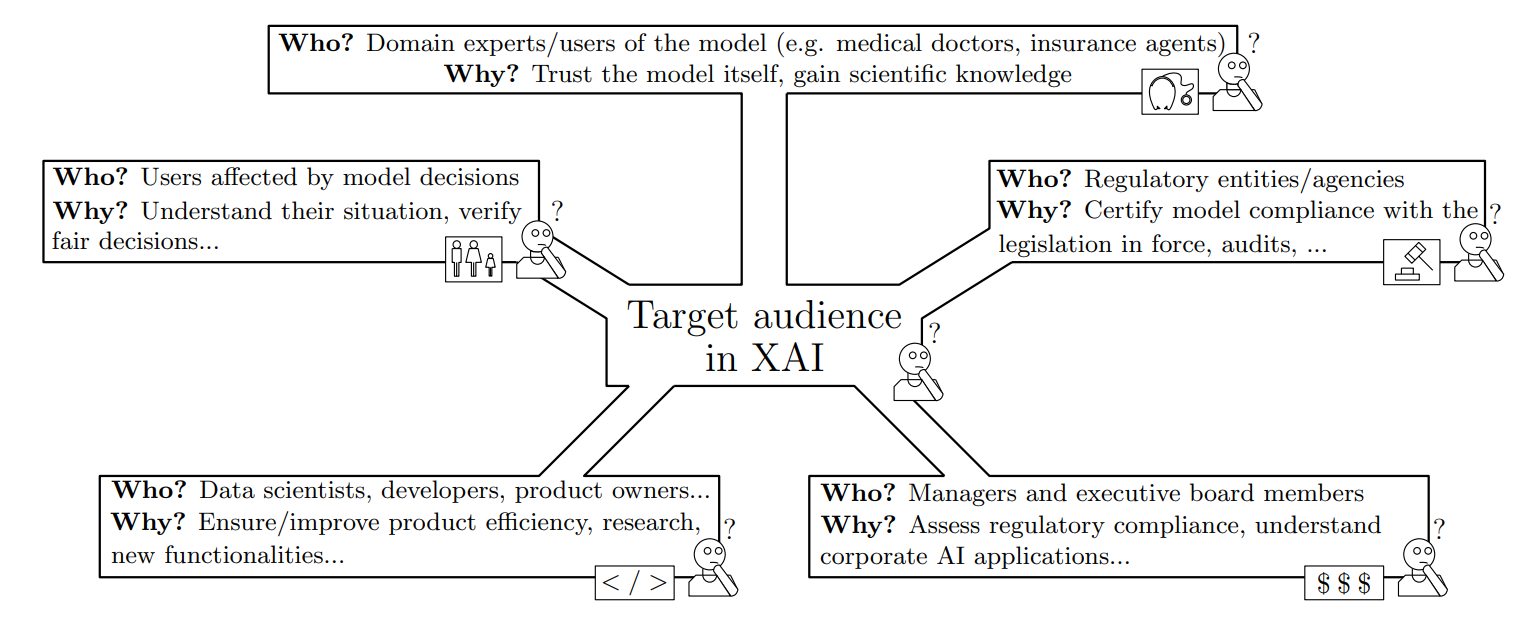 Who? Domain experts/users of the model (e.g. medical doctors, insurance agents)
?
Why? Trust the model itself, gain scientific knowledge
Who? Users affected by model decisions
Why? Understand their situation, verify
?
fair decisions...
Who? Regulatory entities/agencies
Why? Certify model compliance with the
?
legislation in force, audits, ...
Target audience
?
in XAI
Who? Data scientists, developers, product owners...
Why? Ensure/improve product efficiency, research,
?
new functionalities...
< / >
Who? Managers and executive board members
Why? Assess regulatory compliance, understand
?
corporate AI applications...
$ $ $